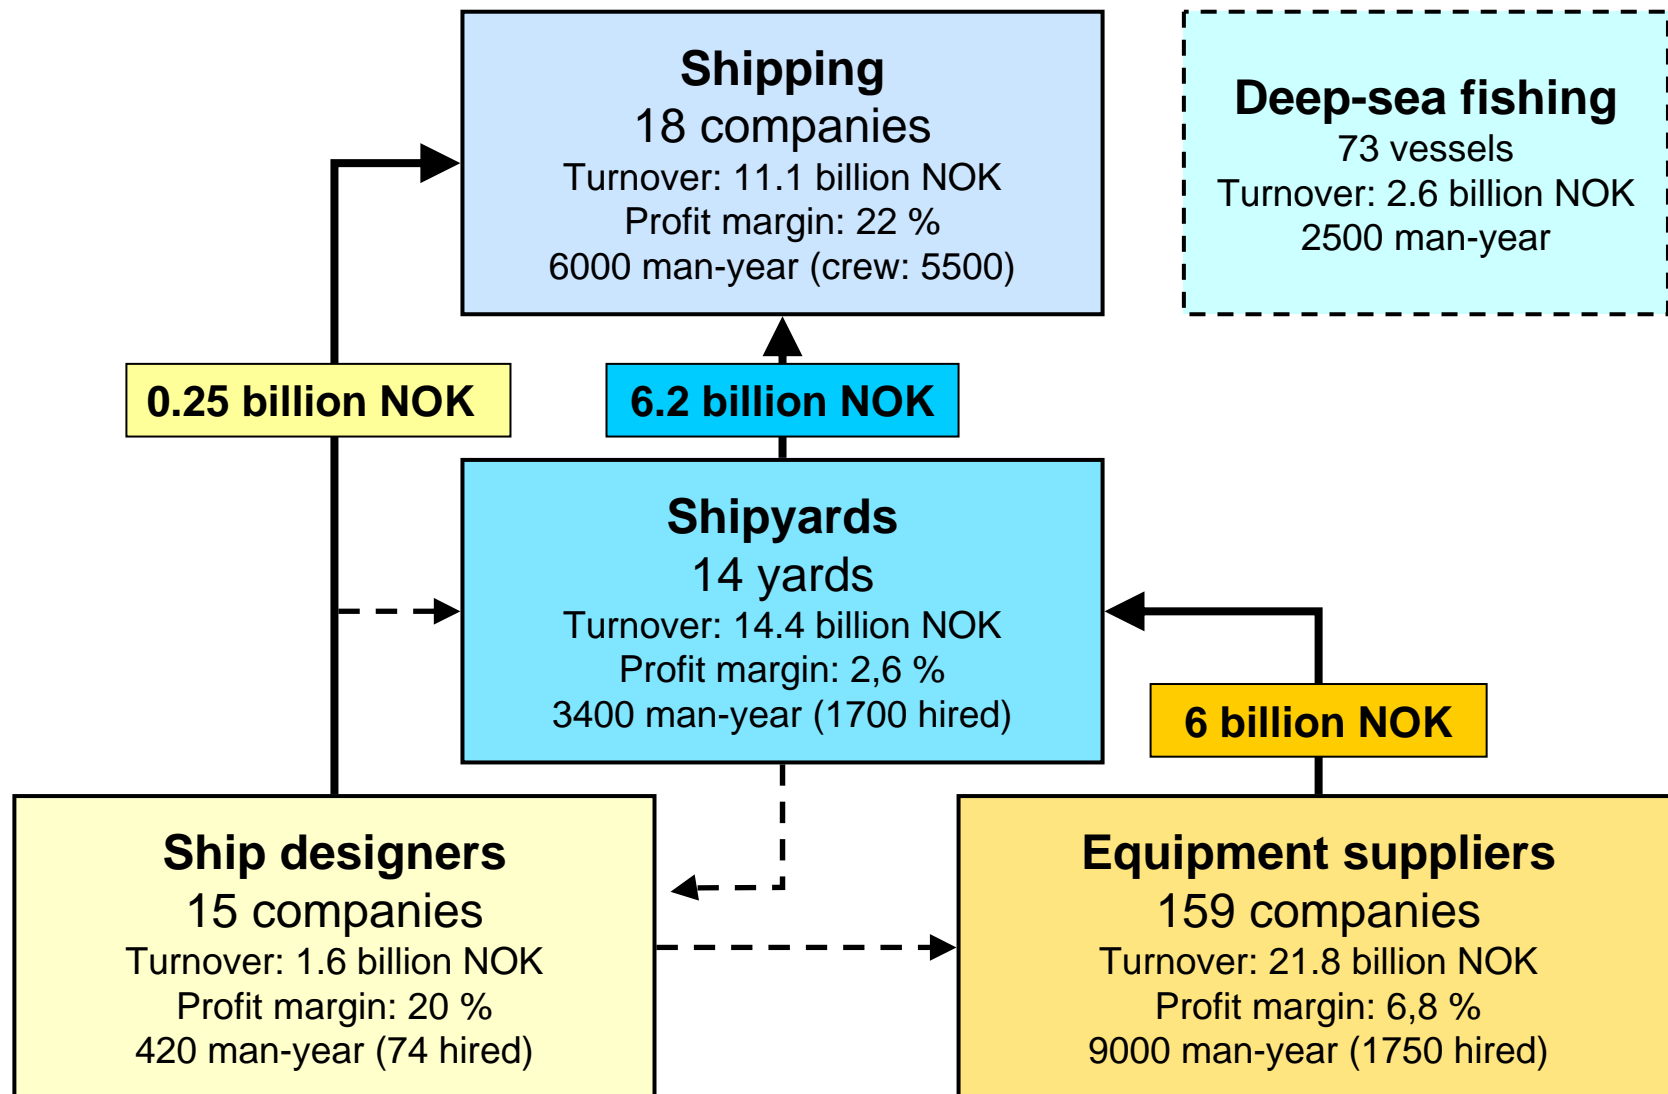 Shipping
18 companies
Turnover: 11.1 billion NOK
Profit margin: 22 %
6000 man-year (crew: 5500)
Deep-sea fishing
73 vessels
Turnover: 2.6 billion NOK
2500 man-year
0.25 billion NOK
6.2 billion NOK
Shipyards
14 yards
Turnover: 14.4 billion NOK
Profit margin: 2,6 %
3400 man-year (1700 hired)
6 billion NOK
Ship designers
15 companies
Turnover: 1.6 billion NOK
Profit margin: 20 %
420 man-year (74 hired)
Equipment suppliers
159 companies
Turnover: 21.8 billion NOK
Profit margin: 6,8 %
9000 man-year (1750 hired)